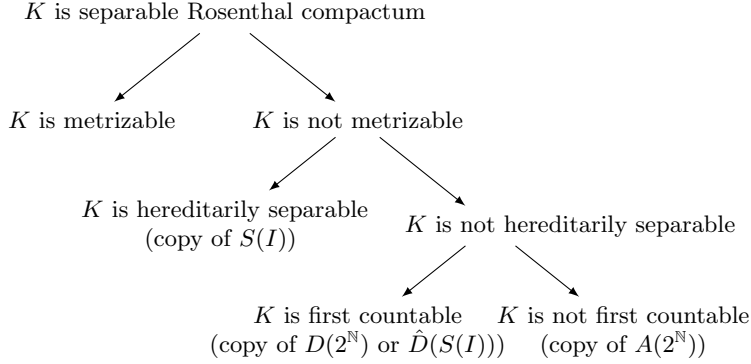 K is separable Rosenthal compactum
K is metrizable
K is not metrizable
K is hereditarily separable
(copy of S(I))
K is not hereditarily separable
K is first countable
(copy of D(2^ℕ) or D̂(S(I)))
K is not first countable
(copy of A(2^ℕ))